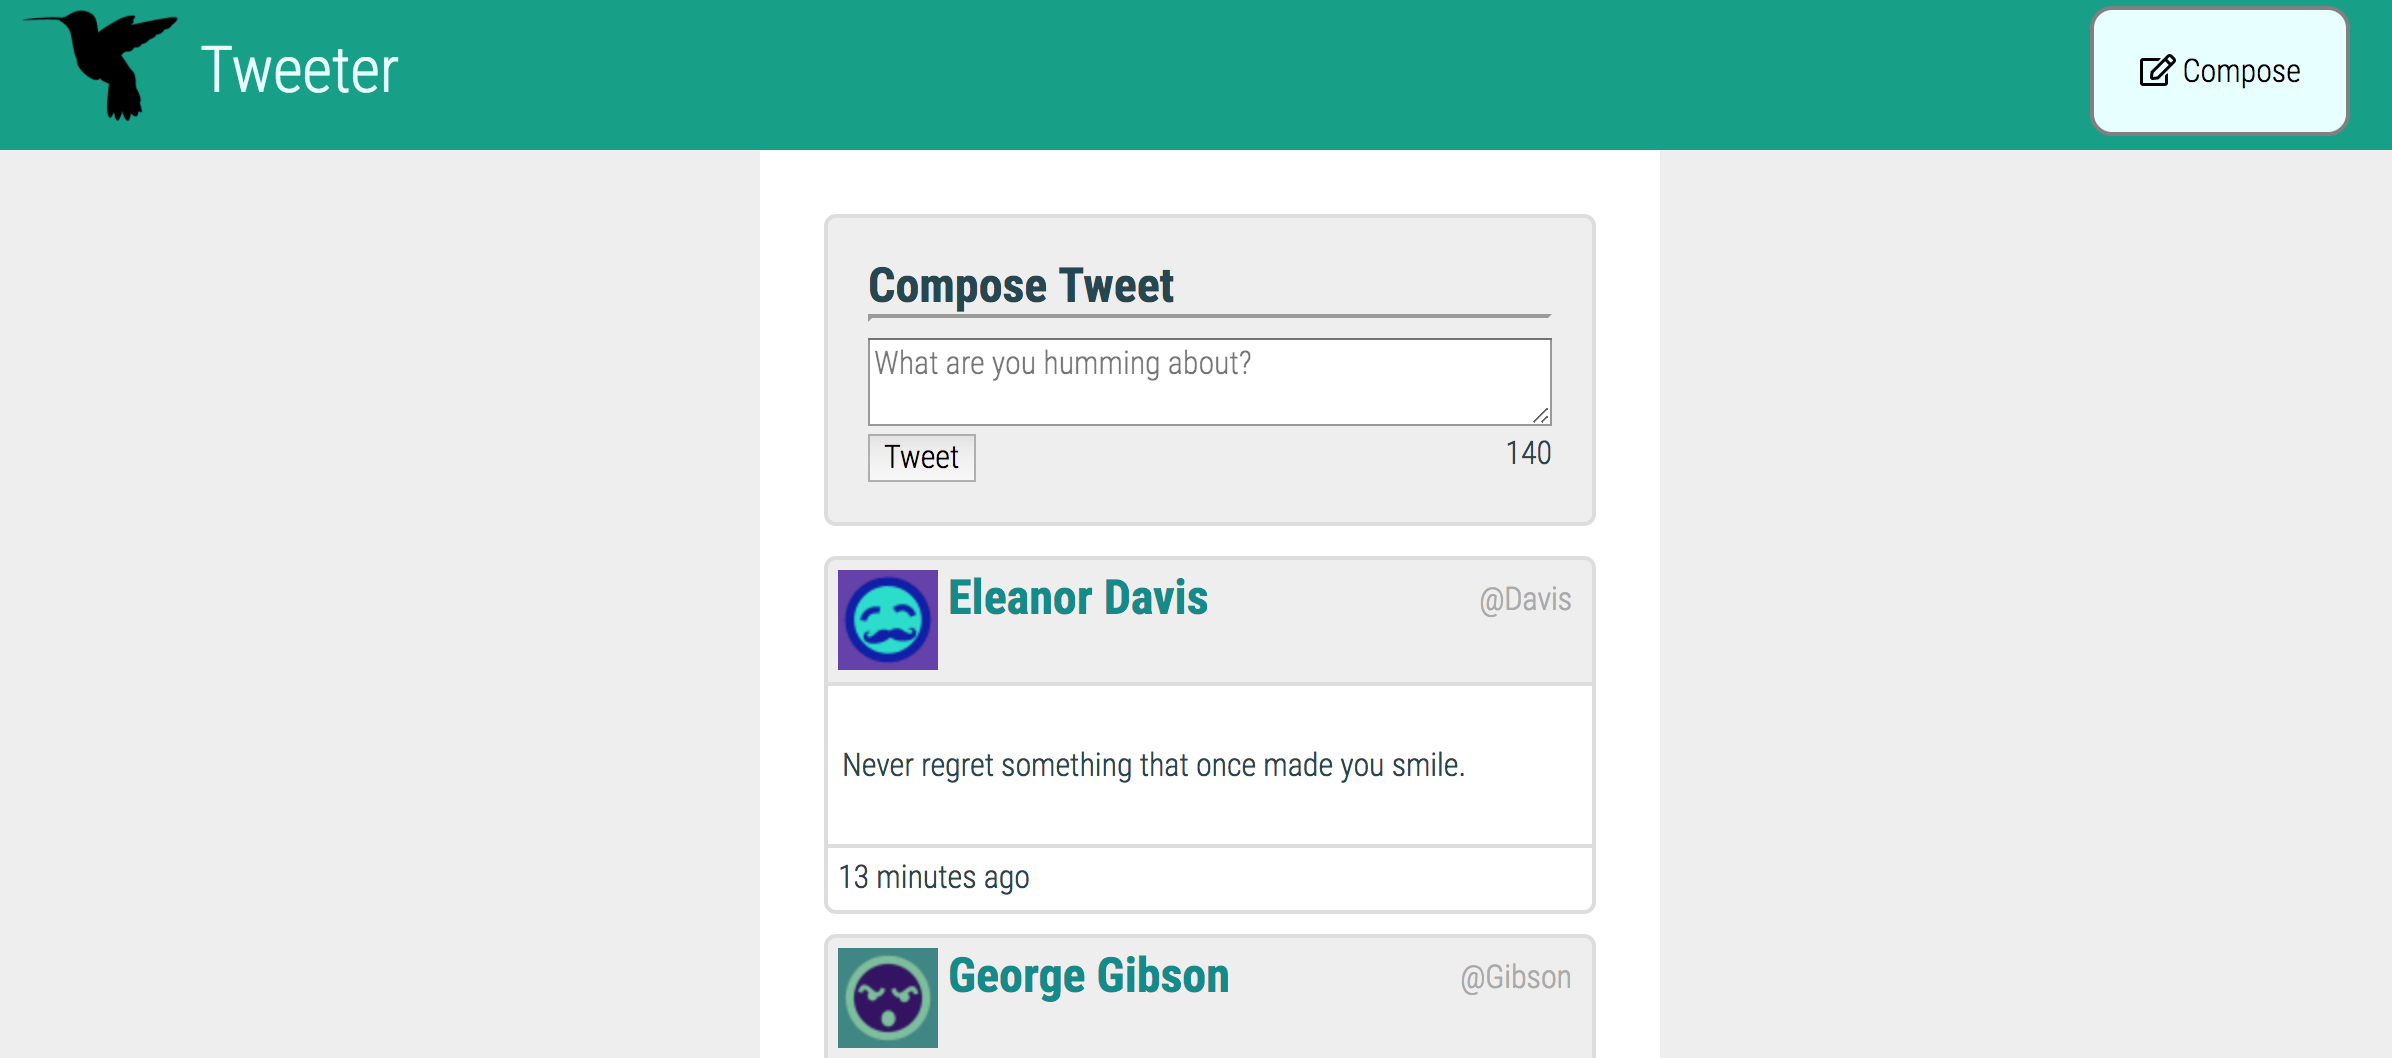 Tweeter
Compose
Compose Tweet
What are you humming about?
Tweet
140
Eleanor Davis
@Davis
Never regret something that once made you smile.
13 minutes ago
George Gibson
@Gibson